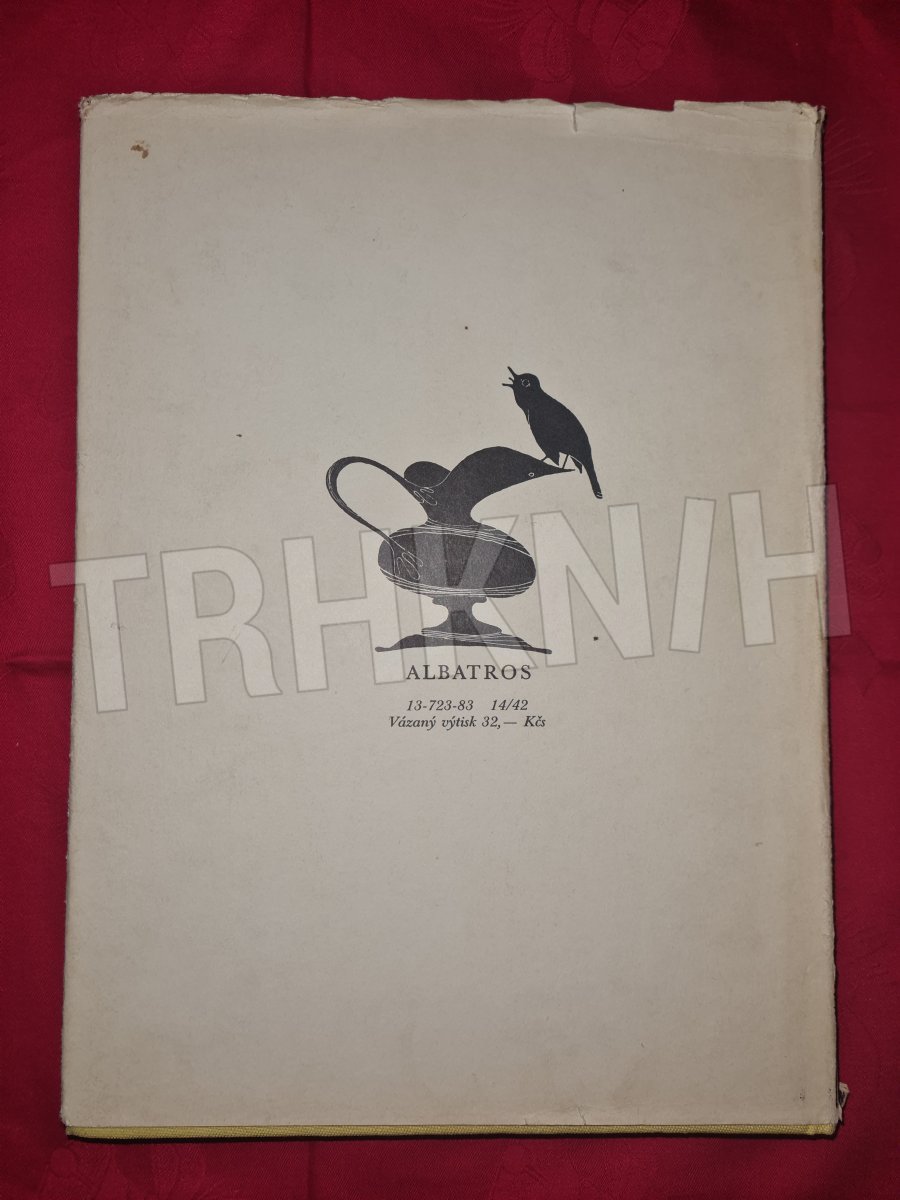 TRHKNIH
ALBATROS
13-723-83 14/42
Vázaný výtisk 32,— Kčs